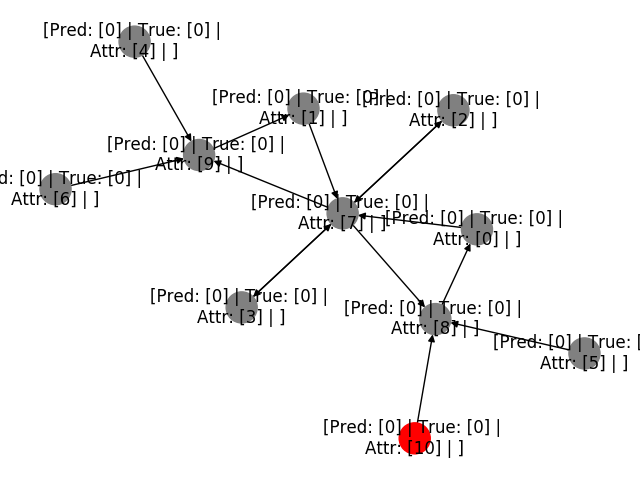 [Pred: [0] | True: [0] |
Attr: [4] | ]
[Pred: [0] | True: [0] |
Attr: [1] | ]
[Pred: [0] | True: [0] |
Attr: [2] | ]
[Pred: [0] | True: [0] |
Attr: [9] | ]
d: [0] | True: [0] |
Attr: [6] | ]
[Pred: [0] | True: [0] |
Attr: [7] | ]
[Pred: [0] | True: [0] |
Attr: [0] | ]
[Pred: [0] | True: [0] |
Attr: [3] | ]
[Pred: [0] | True: [0] |
Attr: [8] | ]
[Pred: [0] | True: [
Attr: [5] | ]
[Pred: [0] | True: [0] |
Attr: [10] | ]